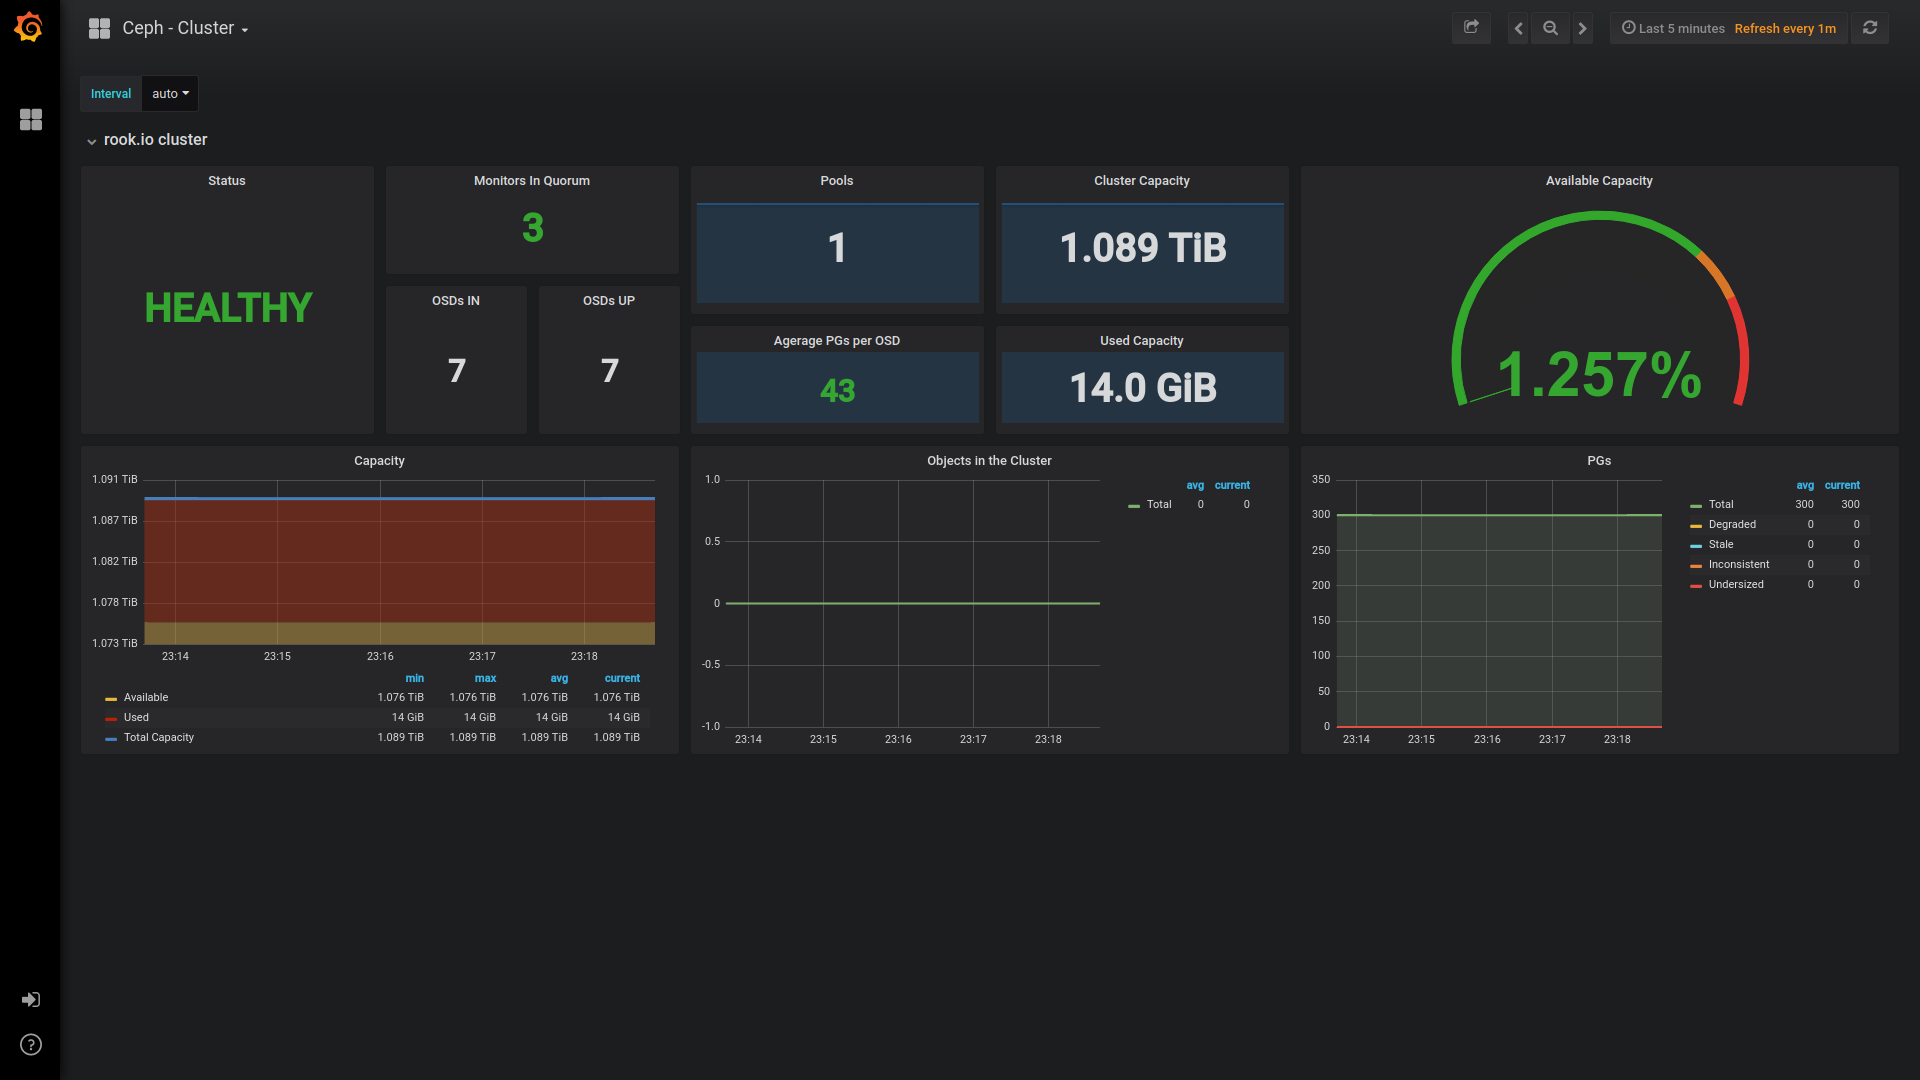 Ceph - Cluster
Last 5 minutes Refresh every 1m
Interval auto
rook.io cluster
Status
HEALTHY
Monitors In Quorum
3
OSDs IN
7
OSDs UP
7
Pools
1
Agerage PGs per OSD
43
Cluster Capacity
1.089 TiB
Used Capacity
14.0 GiB
Available Capacity
1.257%
Capacity
1.091 TiB
1.087 TiB
1.082 TiB
1.078 TiB
1.073 TiB
23:14 23:15 23:16 23:17 23:18
min max avg current
Available 1.076 TiB 1.076 TiB 1.076 TiB 1.076 TiB
Used 14 GiB 14 GiB 14 GiB 14 GiB
Total Capacity 1.089 TiB 1.089 TiB 1.089 TiB 1.089 TiB
Objects in the Cluster
1.0
0.5
0
-0.5
-1.0
23:14 23:15 23:16 23:17 23:18
avg current
Total 0 0
PGs
350
300
250
200
150
100
50
0
23:14 23:15 23:16 23:17 23:18
avg current
Total 300 300
Degraded 0 0
Stale 0 0
Inconsistent 0 0
Undersized 0 0